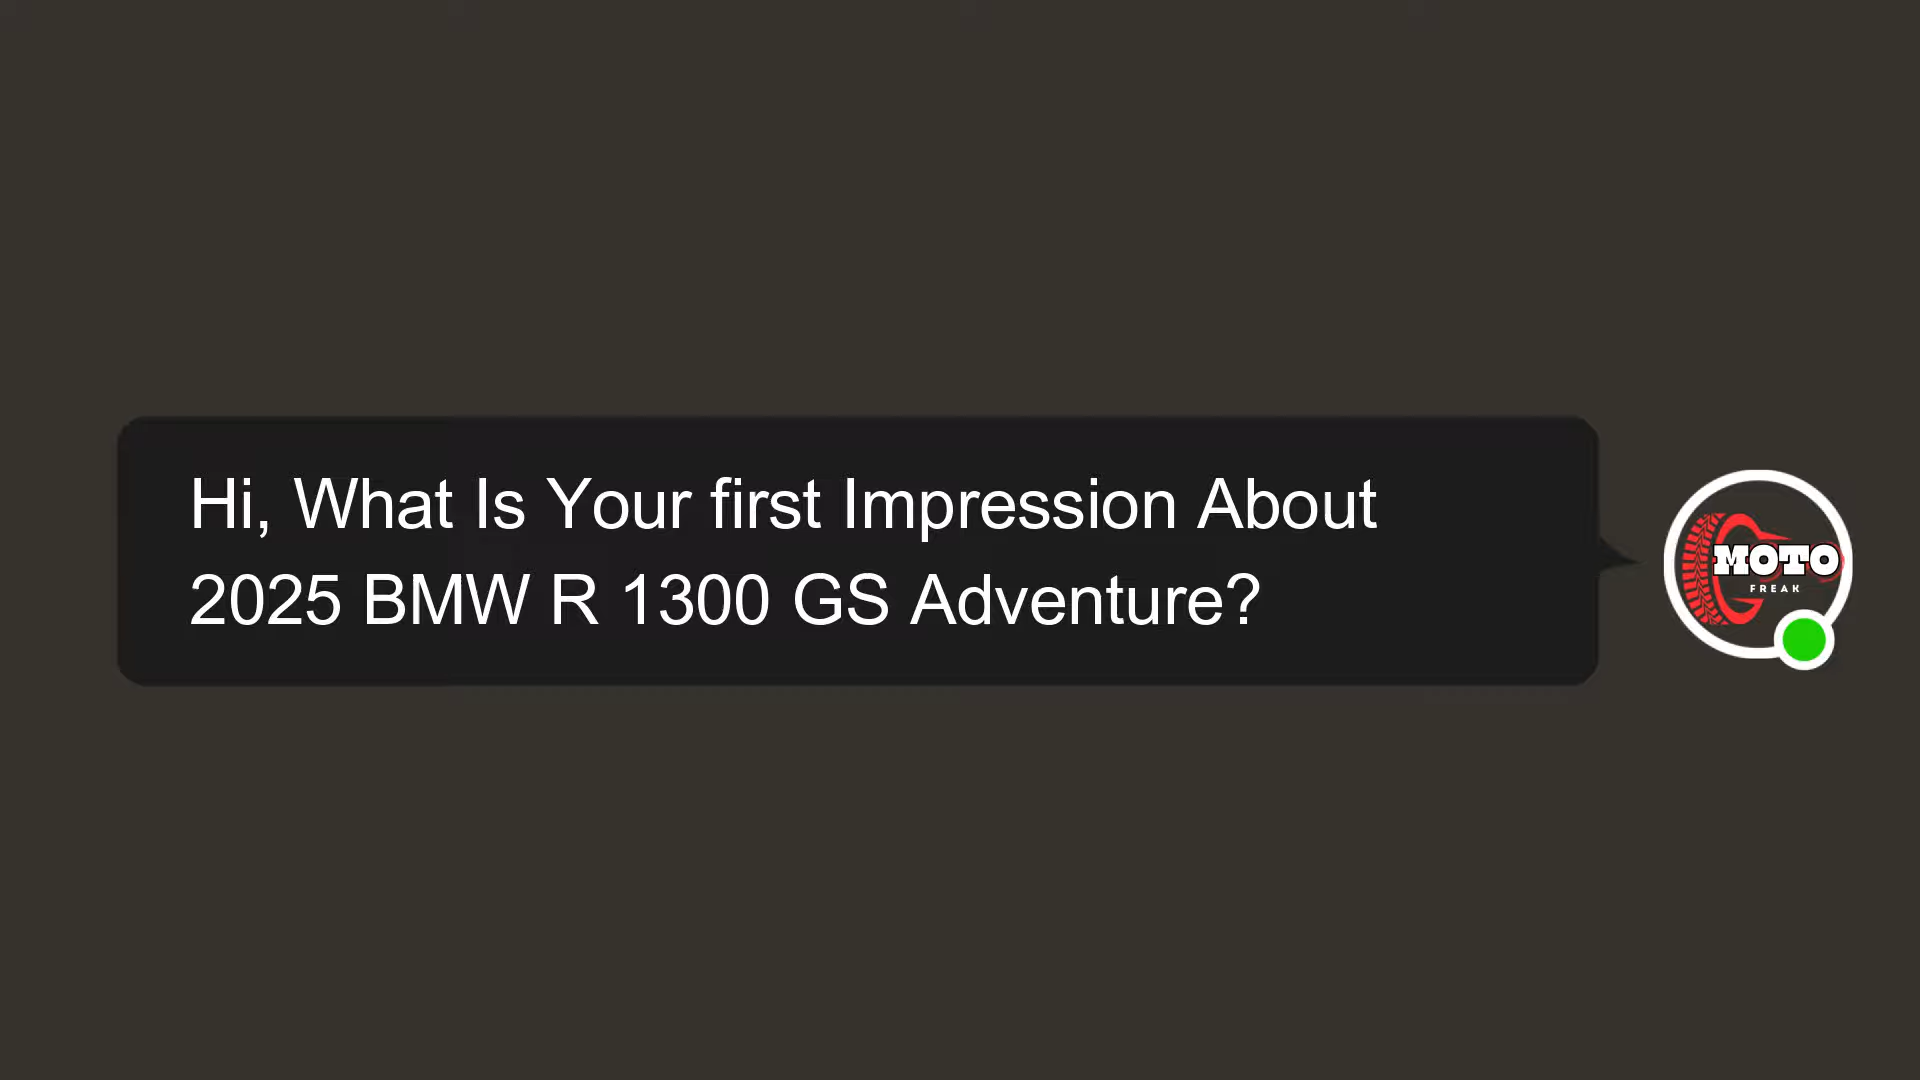 Hi, What Is Your first Impression About
2025 BMW R 1300 GS Adventure?
MOTO
FREAK